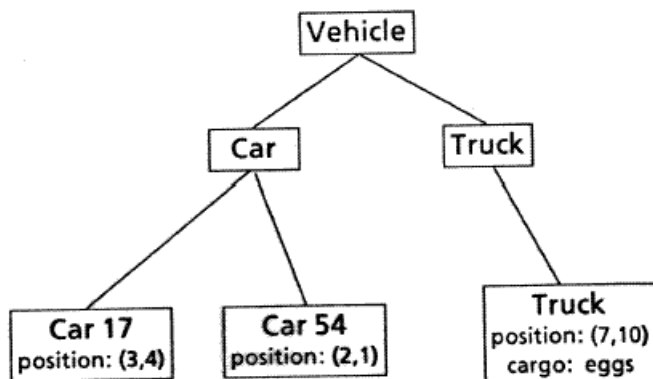 Vehicle
Car
Truck
Car 17
position: (3,4)
Car 54
position: (2,1)
Truck
position: (7,10)
cargo: eggs